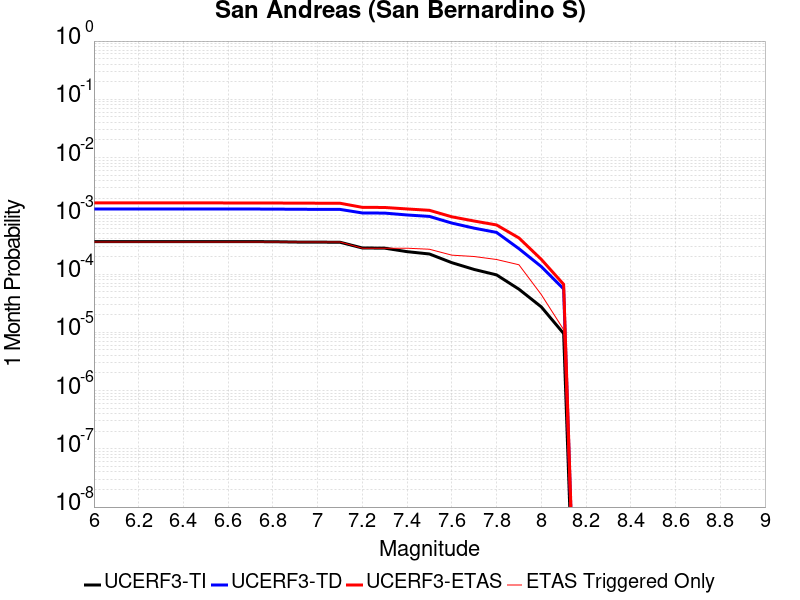 San Andreas (San Bernardino S)
10^0
10^-1
10^-2
10^-3
10^-4
10^-5
10^-6
10^-7
10^-8
1 Month Probability
6 6.2 6.4 6.6 6.8 7 7.2 7.4 7.6 7.8 8 8.2 8.4 8.6 8.8 9
Magnitude
UCERF3-TI UCERF3-TD UCERF3-ETAS ETAS Triggered Only